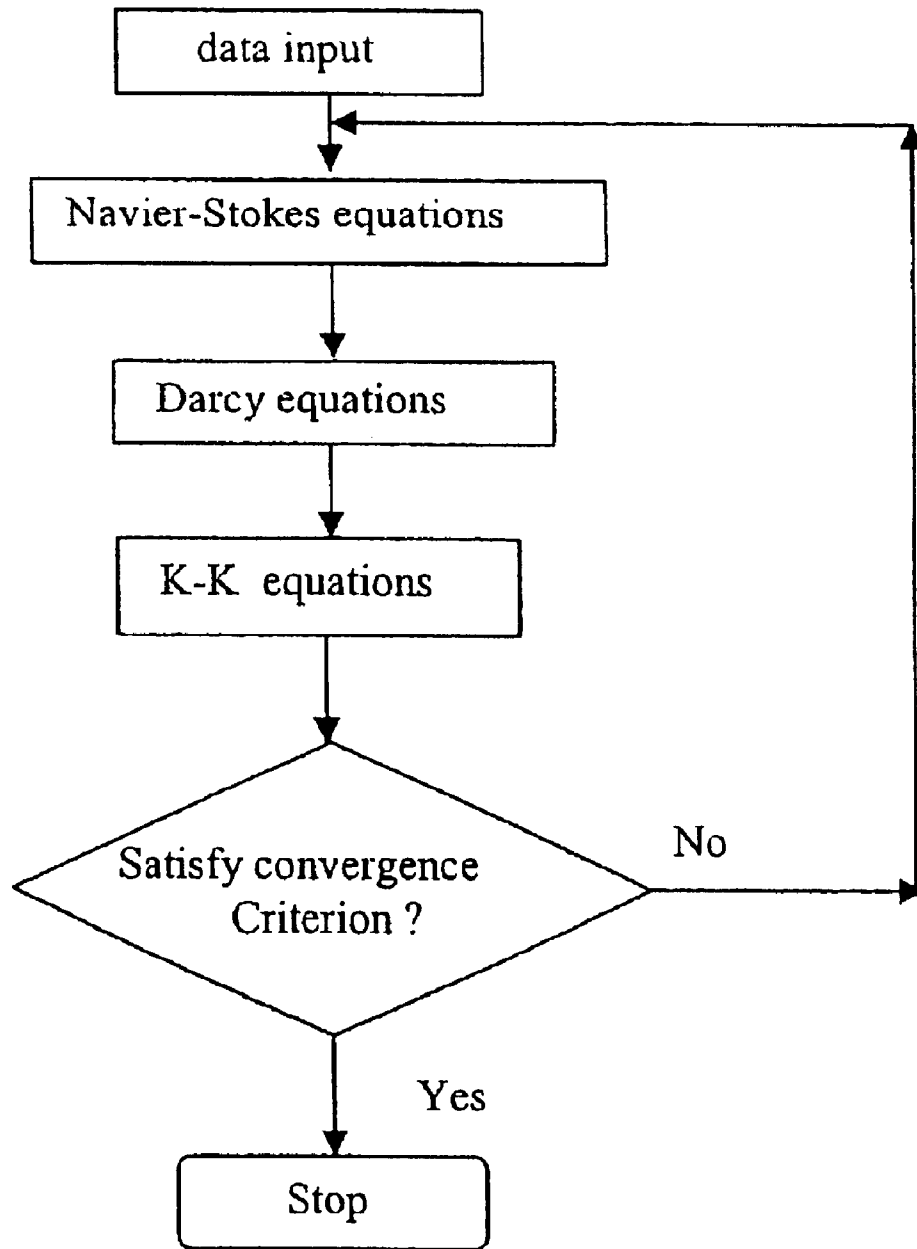 data input
Navier-Stokes equations
Darcy equations
K-K equations
Satisfy convergence
Criterion ?
No
Yes
Stop